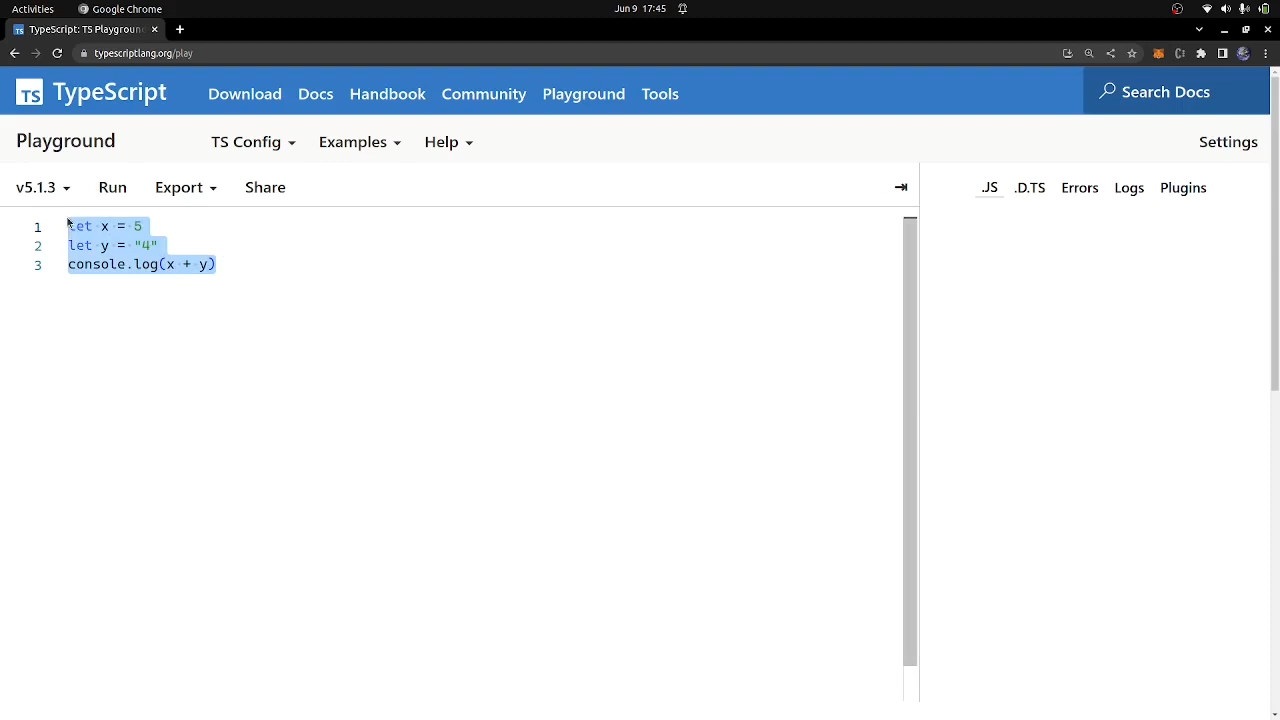 Activities Google Chrome Jun 9 17:45
TypeScript: TS Playground
typescriptlang.org/play
TS TypeScript Download Docs Handbook Community Playground Tools Search Docs
Playground TS Config Examples Help Settings
v5.1.3 Run Export Share .JS .D.TS Errors Logs Plugins
1 let x = 5
2 let y = "4"
3 console.log(x + y)